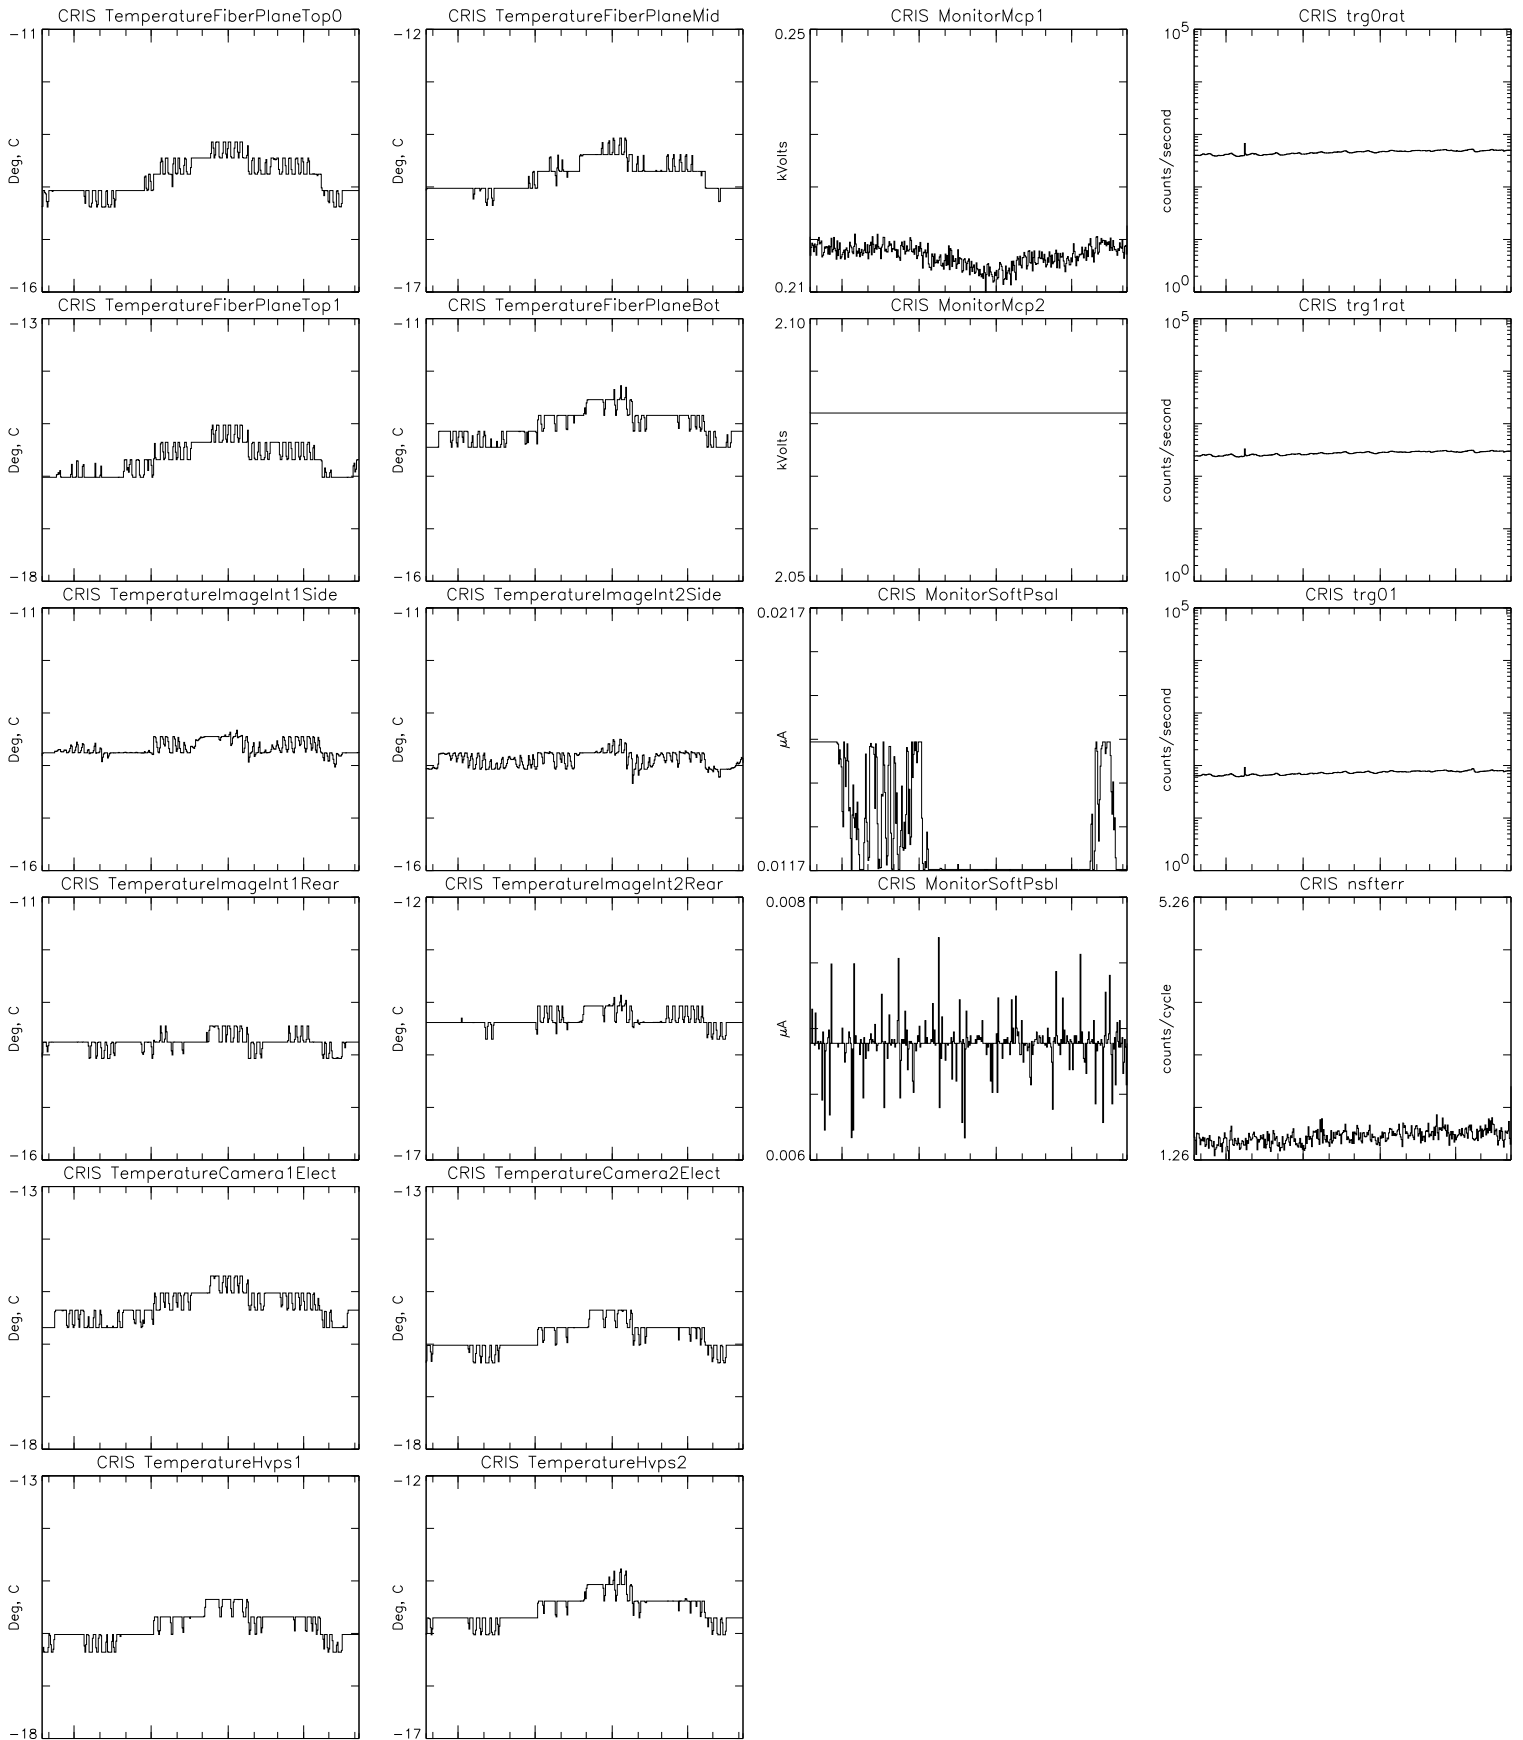 CRIS TemperatureFiberPlaneTop0
-11
Deg, C
-16
CRIS TemperatureFiberPlaneMid
-12
Deg, C
-17
CRIS MonitorMcp1
0.25
kVolts
0.21
CRIS trg0rat
10^5
counts/second
10^0
CRIS TemperatureFiberPlaneTop1
-13
Deg, C
-18
CRIS TemperatureFiberPlaneBot
-11
Deg, C
-16
CRIS MonitorMcp2
2.10
kVolts
2.05
CRIS trg1rat
10^5
counts/second
10^0
CRIS TemperatureImageInt1Side
-11
Deg, C
-16
CRIS TemperatureImageInt2Side
-11
Deg, C
-16
CRIS MonitorSoftPsaI
0.0217
μA
0.0117
CRIS trg01
10^5
counts/second
10^0
CRIS TemperatureImageInt1Rear
-11
Deg, C
-16
CRIS TemperatureImageInt2Rear
-12
Deg, C
-17
CRIS MonitorSoftPsbI
0.008
μA
0.006
CRIS nsfterr
5.26
counts/cycle
1.26
CRIS TemperatureCamera1Elect
-13
Deg, C
-18
CRIS TemperatureCamera2Elect
-13
Deg, C
-18
CRIS TemperatureHvps1
-13
Deg, C
-18
CRIS TemperatureHvps2
-12
Deg, C
-17